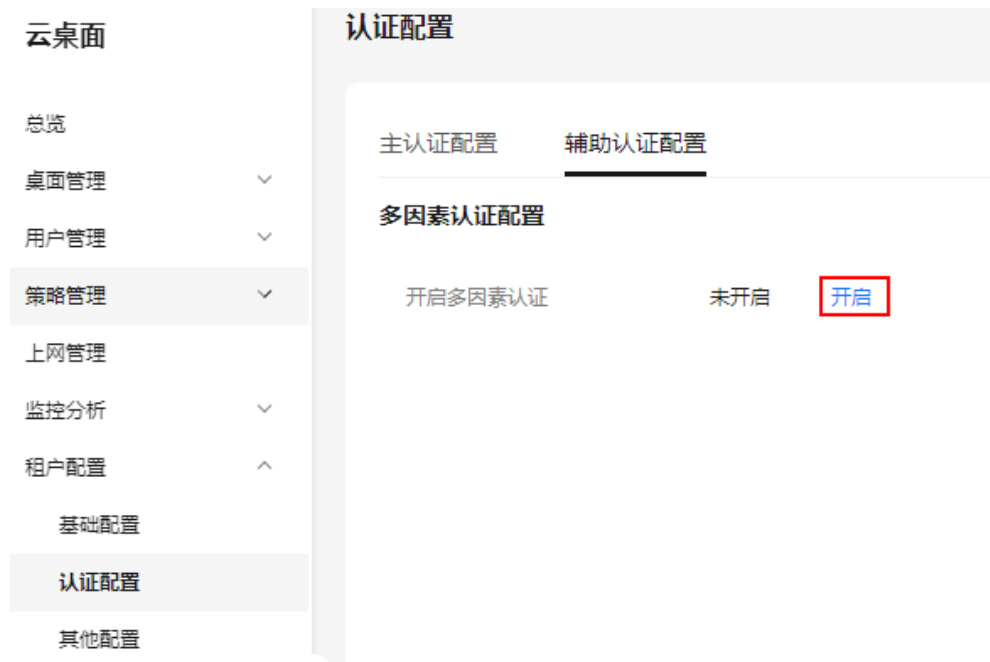 云桌面
总览
桌面管理
用户管理
策略管理
上网管理
监控分析
租户配置
基础配置
认证配置
其他配置
认证配置
主认证配置 辅助认证配置
多因素认证配置
开启多因素认证 未开启 开启